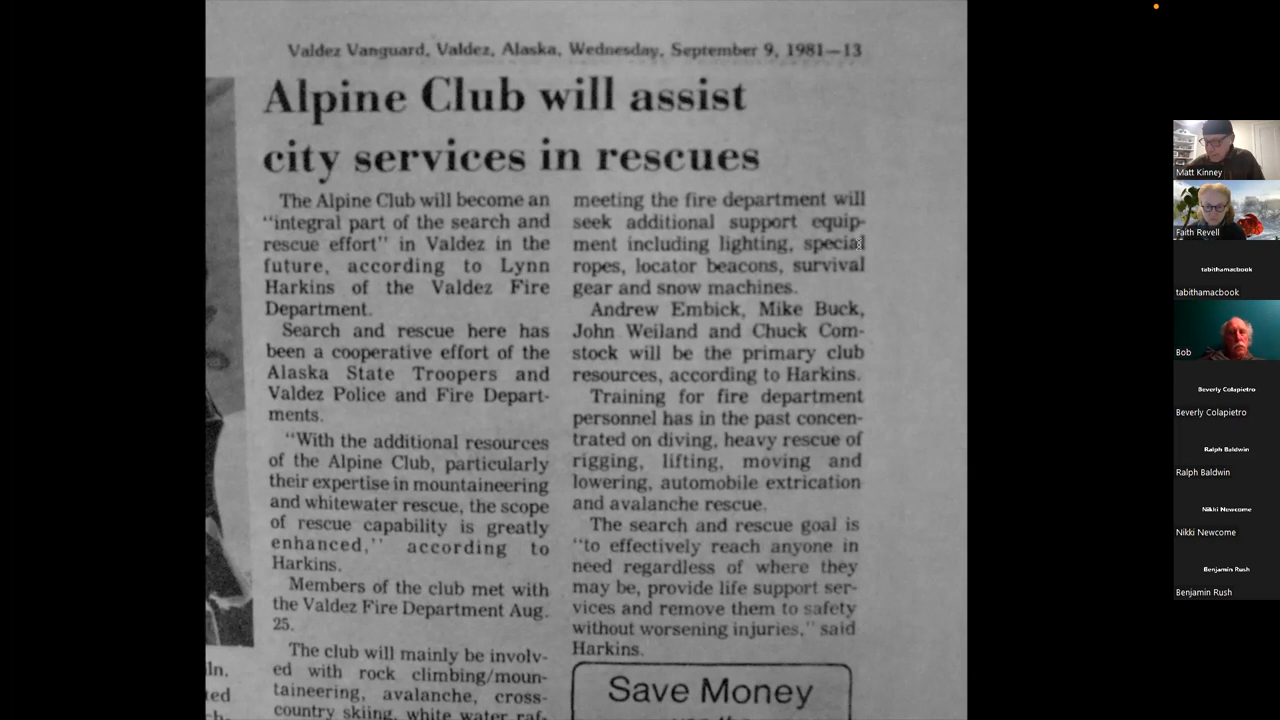 Valdez Vanguard, Valdez, Alaska, Wednesday, September 9, 1981—13
Alpine Club will assist
city services in rescues
The Alpine Club will become an
"integral part of the search and
rescue effort" in Valdez in the
future, according to Lynn
Harkins of the Valdez Fire
Department.
Search and rescue here has
been a cooperative effort of the
Alaska State Troopers and
Valdez Police and Fire Depart-
ments.
"With the additional resources
of the Alpine Club, particularly
their expertise in mountaineering
and whitewater rescue, the scope
of rescue capability is greatly
enhanced," according to
Harkins.
Members of the club met with
the Valdez Fire Department Aug.
25.
The club will mainly be involv-
ed with rock climbing/moun-
taineering, avalanche, cross-
country skiing, white water raf-
meeting the fire department will
seek additional support equip-
ment including lighting, special
ropes, locator beacons, survival
gear and snow machines.
Andrew Embick, Mike Buck,
John Weiland and Chuck Com-
stock will be the primary club
resources, according to Harkins.
Training for fire department
personnel has in the past concen-
trated on diving, heavy rescue of
rigging, lifting, moving and
lowering, automobile extrication
and avalanche rescue.
The search and rescue goal is
"to effectively reach anyone in
need regardless of where they
may be, provide life support ser-
vices and remove them to safety
without worsening injuries," said
Harkins.
Save Money
Matt Kinney
Faith Revell
tabithamacbook
tabithamacbook
Bob
Beverly Colapietro
Beverly Colapietro
Ralph Baldwin
Ralph Baldwin
Nikki Newcome
Nikki Newcome
Benjamin Rush
Benjamin Rush